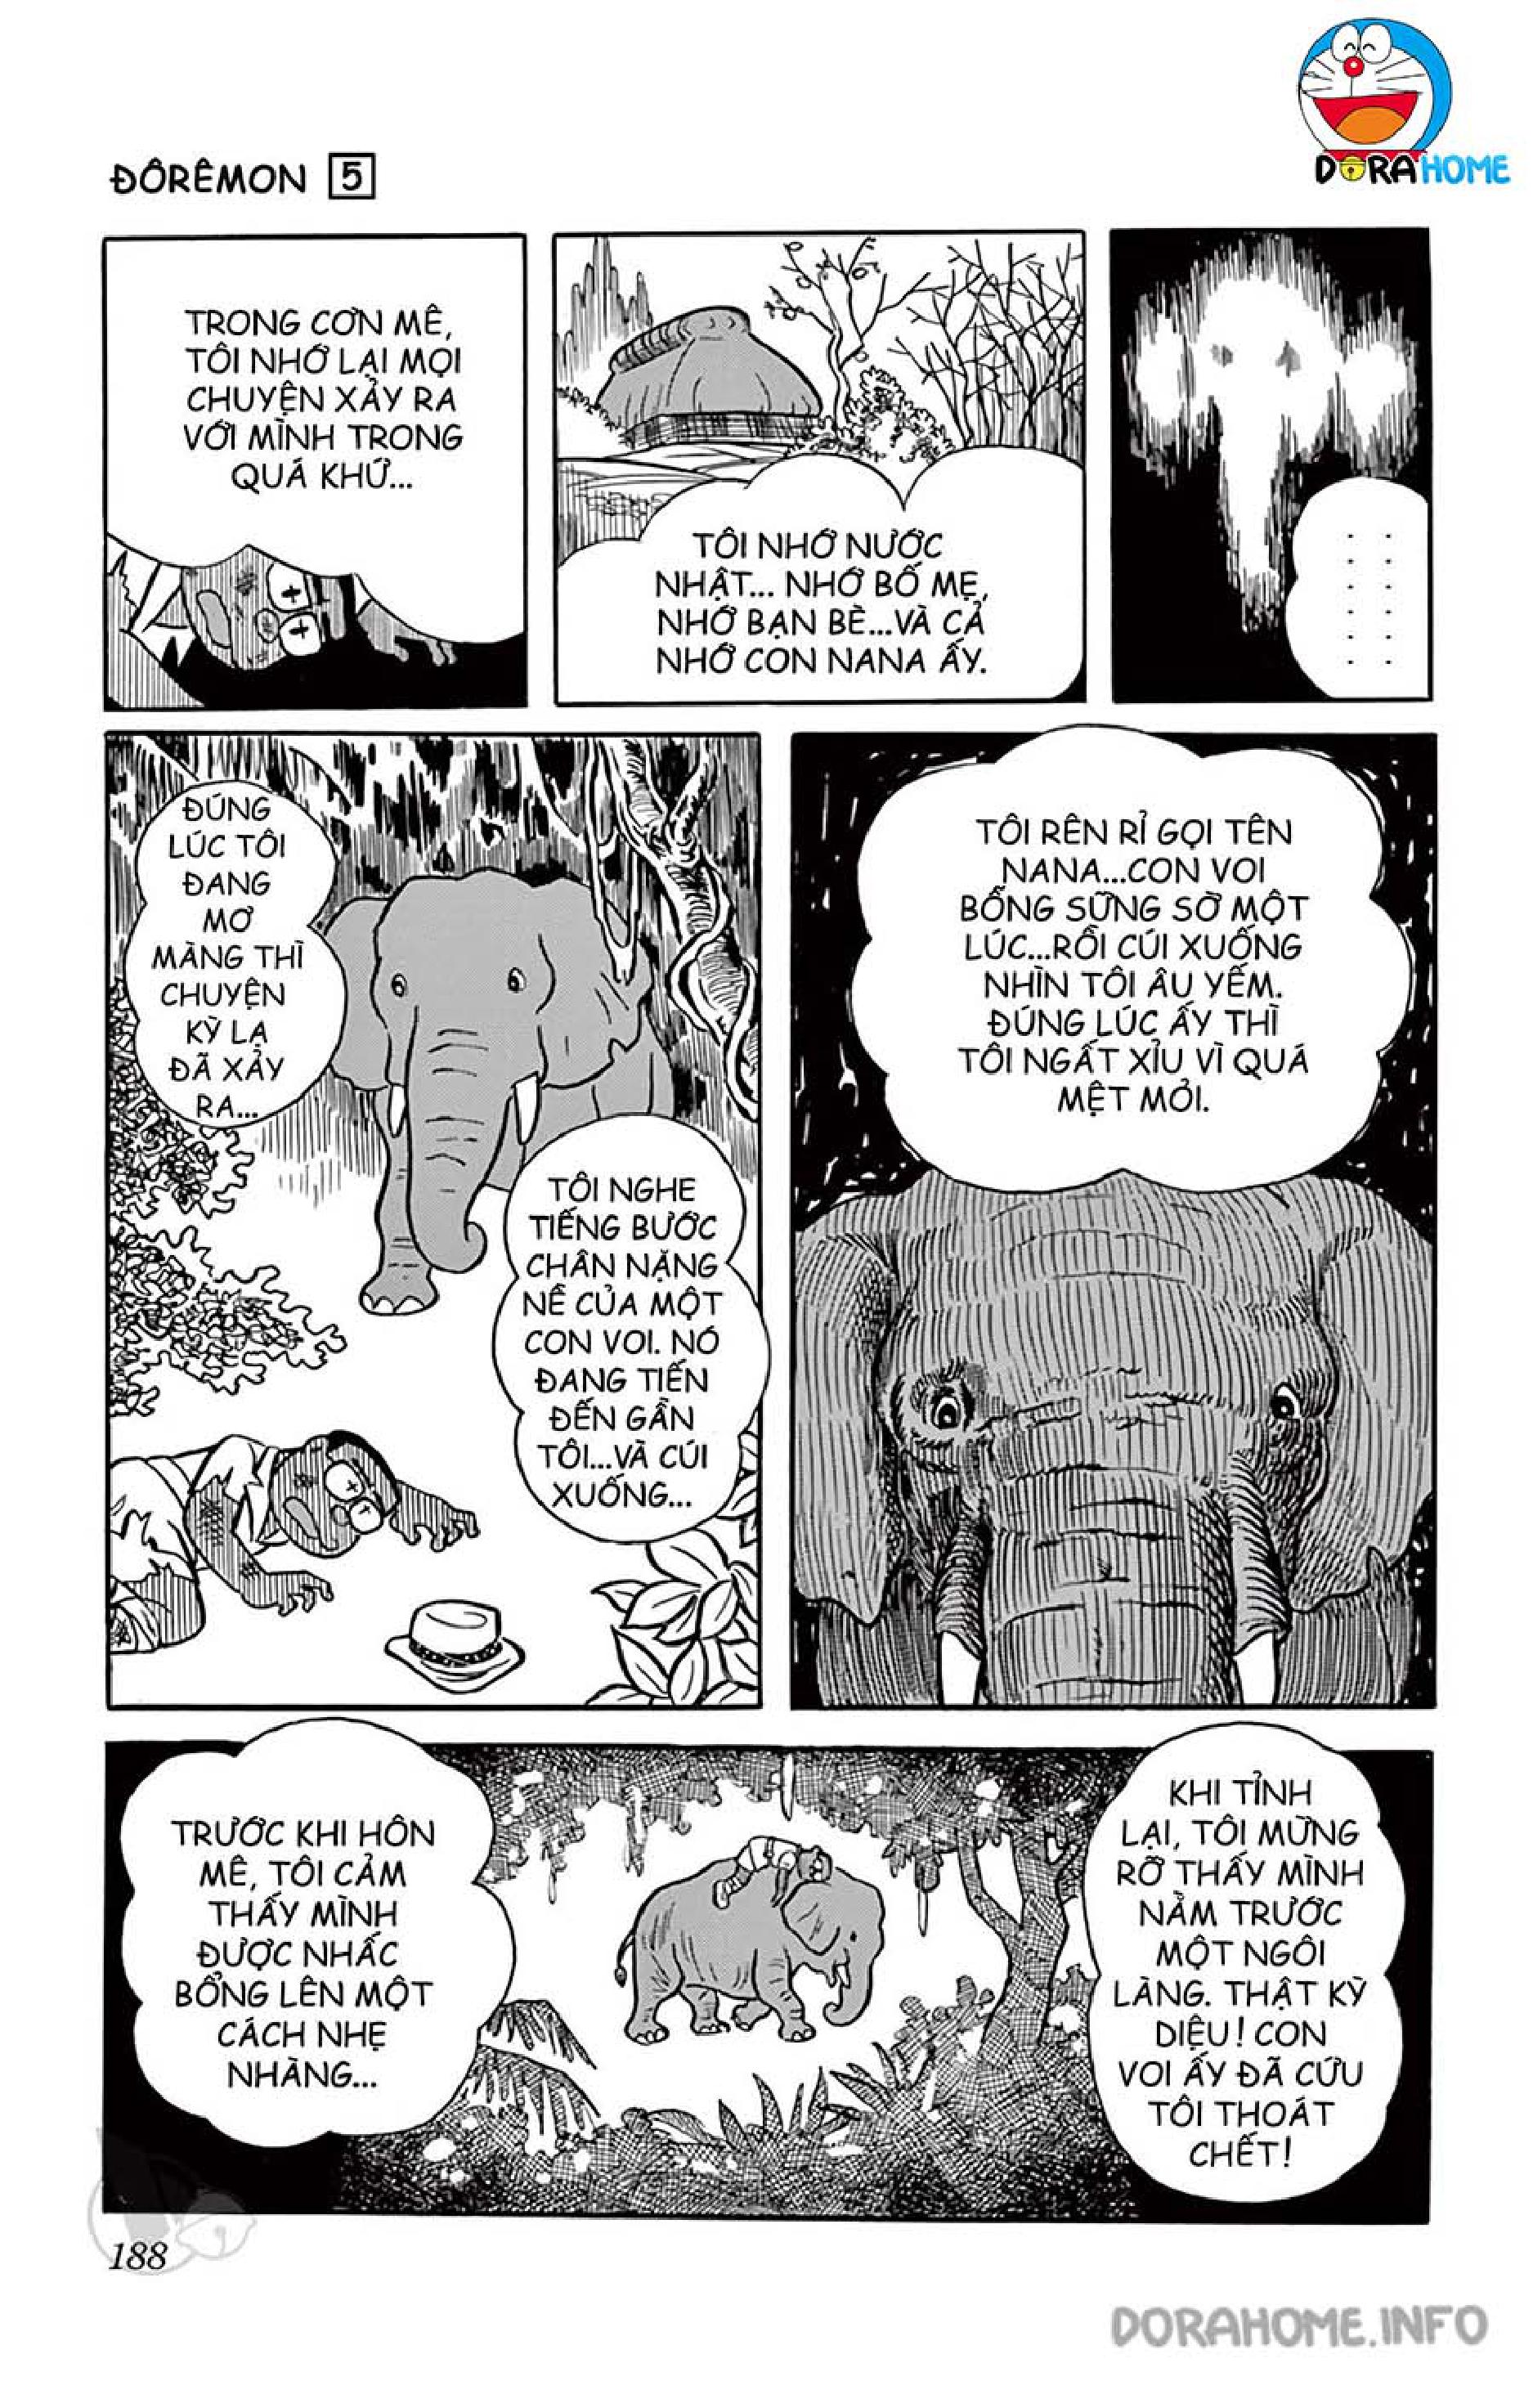 DORAHOME
ĐÔRÊMON 5
TRONG CƠN MÊ,
TÔI NHỚ LẠI MỌI
CHUYỆN XẢY RA
VỚI MÌNH TRONG
QUÁ KHỨ...
TÔI NHỚ NƯỚC
NHẬT... NHỚ BỐ MẸ,
NHỚ BẠN BÈ...VÀ CẢ
NHỚ CON NANA ẤY.
ĐÚNG
LÚC TÔI
ĐANG
MƠ
MÀNG THÌ
CHUYỆN
KỲ LẠ
ĐÃ XẢY
RA...
TÔI NGHE
TIẾNG BƯỚC
CHÂN NẶNG
NỀ CỦA MỘT
CON VOI. NÓ
ĐANG TIẾN
ĐẾN GẦN
TÔI...VÀ CÚI
XUỐNG...
TÔI RÊN RỈ GỌI TÊN
NANA...CON VOI
BỖNG SỮNG SỜ MỘT
LÚC...RỒI CÚI XUỐNG
NHÌN TÔI ÂU YẾM.
ĐÚNG LÚC ẤY THÌ
TÔI NGẤT XỈU VÌ QUÁ
MỆT MỎI.
TRƯỚC KHI HÔN
MÊ, TÔI CẢM
THẤY MÌNH
ĐƯỢC NHẤC
BỔNG LÊN MỘT
CÁCH NHẸ
NHÀNG...
KHI TỈNH
LẠI, TÔI MỪNG
RỠ THẤY MÌNH
NẰM TRƯỚC
MỘT NGÔI
LÀNG. THẬT KỲ
DIỆU! CON
VOI ẤY ĐÃ CỨU
TÔI THOÁT
CHẾT!
188
DORAHOME.INFO